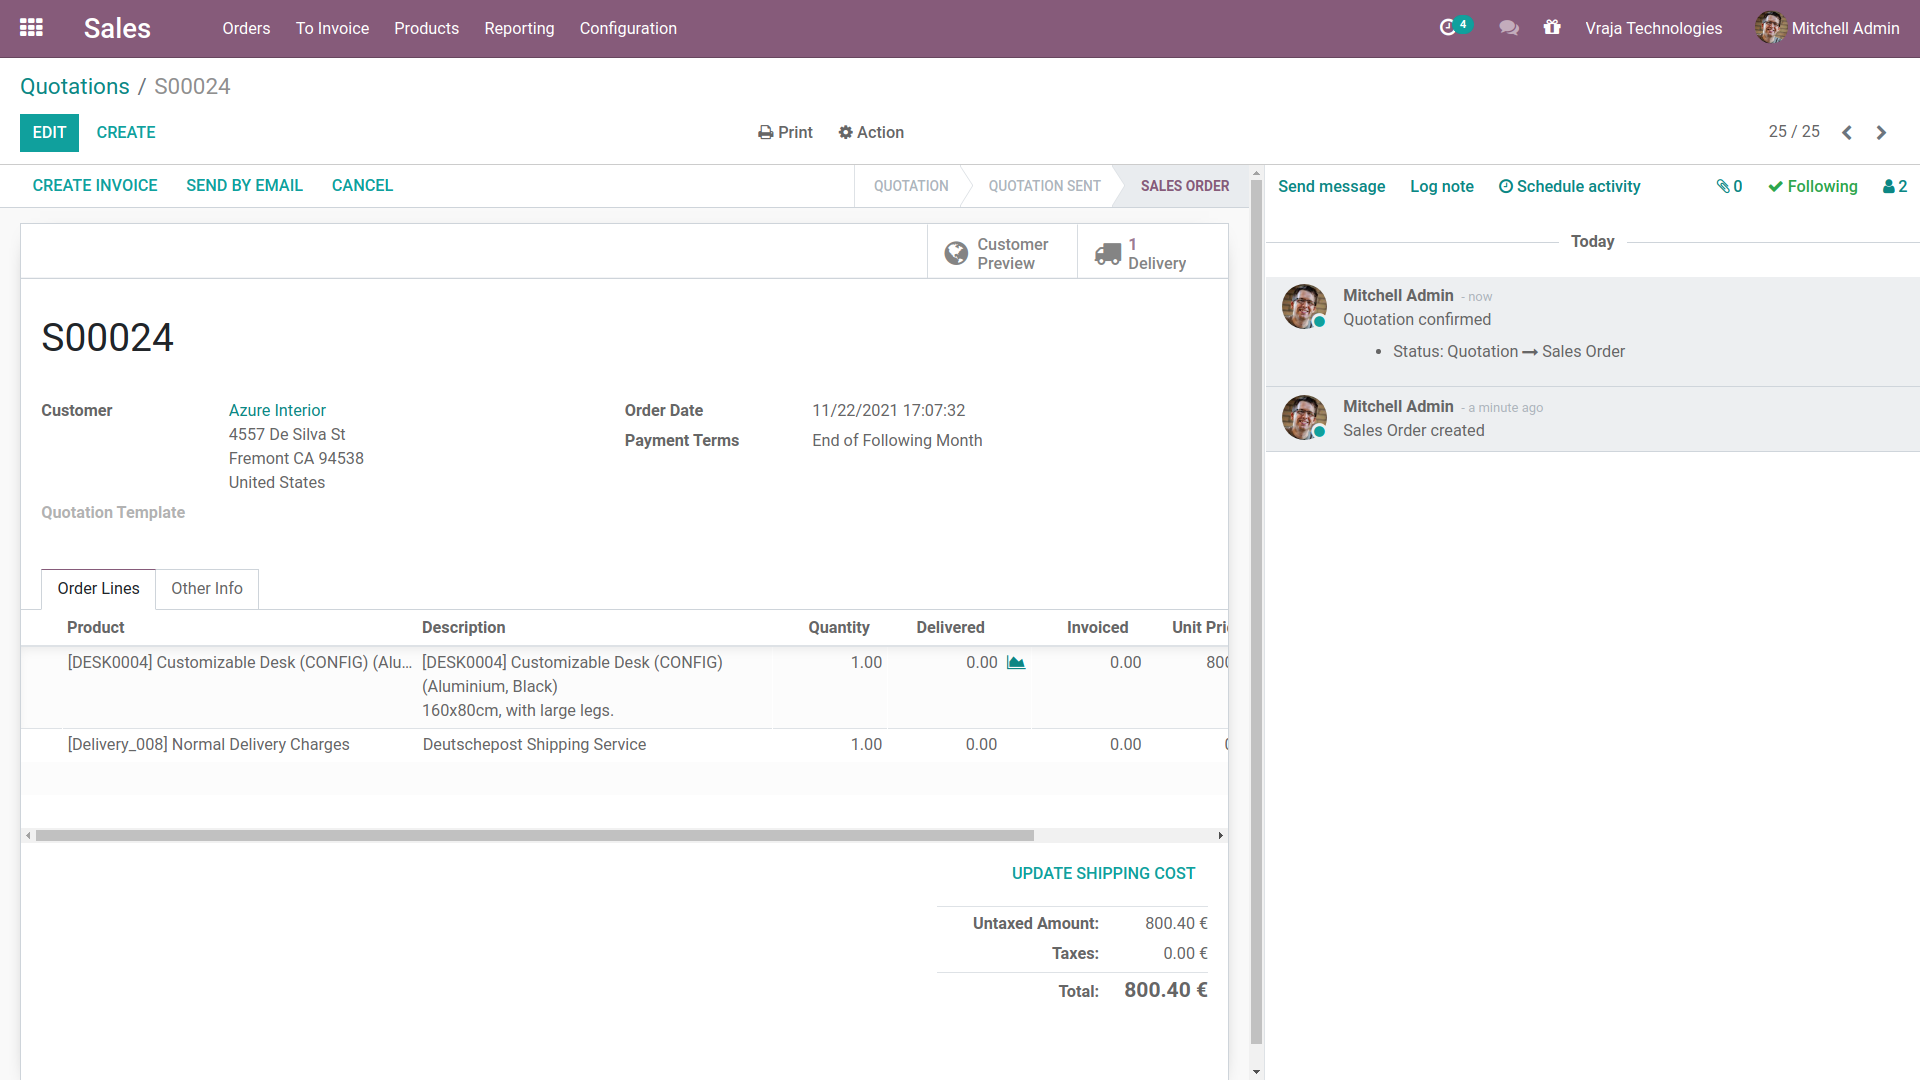 Sales Orders To Invoice Products Reporting Configuration 4 Vraja Technologies Mitchell Admin
Quotations / S00024
EDIT CREATE Print Action 25 / 25
CREATE INVOICE SEND BY EMAIL CANCEL QUOTATION QUOTATION SENT SALES ORDER
Send message Log note Schedule activity 0 Following 2
Customer
Preview
1
Delivery
Today
Mitchell Admin - now
Quotation confirmed
• Status: Quotation → Sales Order
Mitchell Admin - a minute ago
Sales Order created
S00024
Customer Azure Interior
4557 De Silva St
Fremont CA 94538
United States
Order Date 11/22/2021 17:07:32
Payment Terms End of Following Month
Quotation Template
Order Lines Other Info
Product Description Quantity Delivered Invoiced Unit Pri
[DESK0004] Customizable Desk (CONFIG) (Alu... [DESK0004] Customizable Desk (CONFIG) 1.00 0.00 0.00 800
(Aluminium, Black)
160x80cm, with large legs.
[Delivery_008] Normal Delivery Charges Deutschepost Shipping Service 1.00 0.00 0.00
UPDATE SHIPPING COST
Untaxed Amount: 800.40 €
Taxes: 0.00 €
Total: 800.40 €